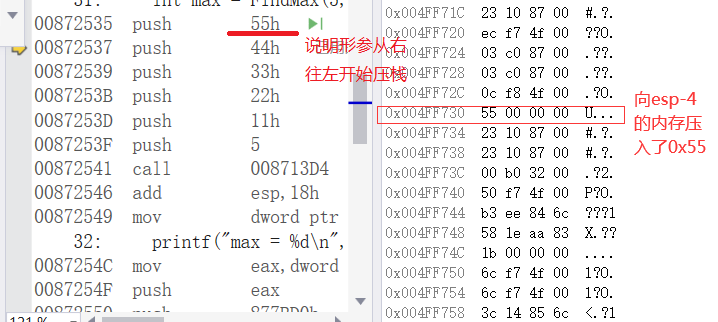 31:    int max = FindMax(5,
00872535  push    55h
说明形参从右
00872537  push    44h
00872539  push    33h
往左开始压栈
0087253B  push    22h
0087253D  push    11h
0087253F  push    5
00872541  call    008713D4
00872546  add    esp,18h
00872549  mov    dword ptr
32:    printf("max = %d\n",
0087254C  mov    eax,dword
0087254F  push    eax
00872550  push    877BD0h
121 %
0x004FF71C  23 10 87 00  #.?.
0x004FF720  ec f7 4f 00  ??O.
0x004FF724  03 c0 87 00  .??.
0x004FF728  03 c0 87 00  .??.
0x004FF72C  0c f8 4f 00  .?O.
0x004FF730  55 00 00 00  U...
0x004FF734  23 10 87 00  #.?.
0x004FF738  23 10 87 00  #.?.
0x004FF73C  00 b0 32 00  .?2.
0x004FF740  50 f7 4f 00  P?O.
0x004FF744  b3 ee 84 6c  ???l
0x004FF748  58 1e aa 83  X.??
0x004FF74C  1b 00 00 00  ....
0x004FF750  6c f7 4f 00  l?O.
0x004FF754  6c f7 4f 00  l?O.
0x004FF758  3c 14 85 6c  <.?l
向esp-4
的内存压
入了0x55